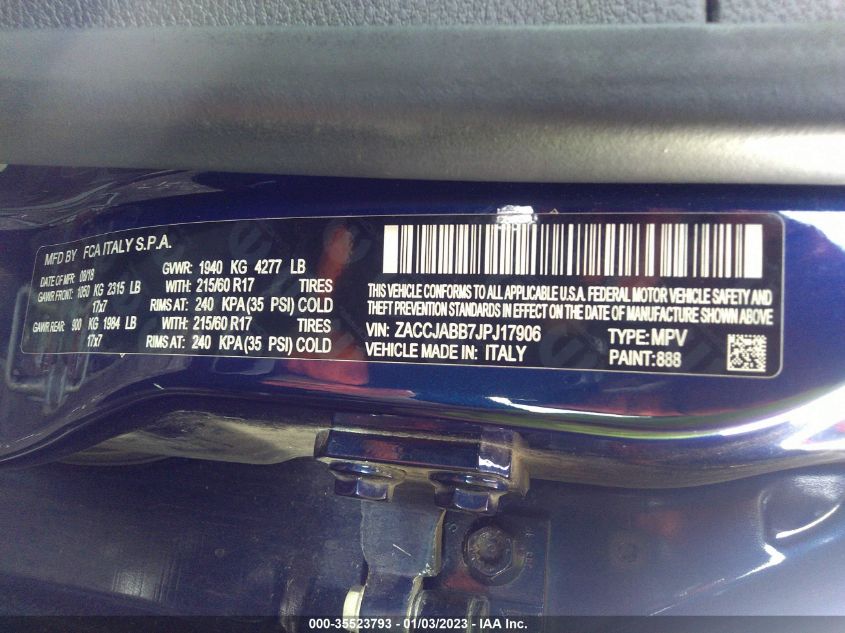 MFD BY FCA ITALY S.P.A.
DATE OF MFR 08/18 GVWR: 1940 KG 4277 LB
GAWR FRONT: 1050 KG 2315 LB WITH: 215/60 R17 TIRES
17x7 RIMS AT: 240 KPA(35 PSI) COLD
GAWR REAR: 900 KG 1984 LB WITH: 215/60 R17 TIRES
17x7 RIMS AT: 240 KPA(35 PSI) COLD
THIS VEHICLE CONFORMS TO ALL APPLICABLE U.S.A. FEDERAL MOTOR VEHICLE SAFETY AND
THEFT PREVENTION STANDARDS IN EFFECT ON THE DATE OF MANUFACTURE SHOWN ABOVE.
VIN: ZACCJABB7JPJ17906 TYPE: MPV
VEHICLE MADE IN: ITALY PAINT: 888
000-35523793 - 01/03/2023 - IAA Inc.